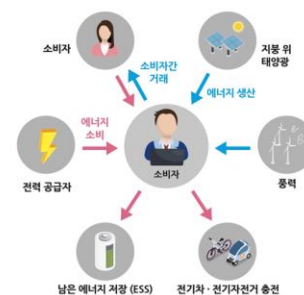 소비자
소비자간
거래
지붕 위
태양광
에너지 생산
에너지
소비
전력 공급자
소비자
풍력
남은 에너지 저장 (ESS)
전기차 · 전기자전거 충전